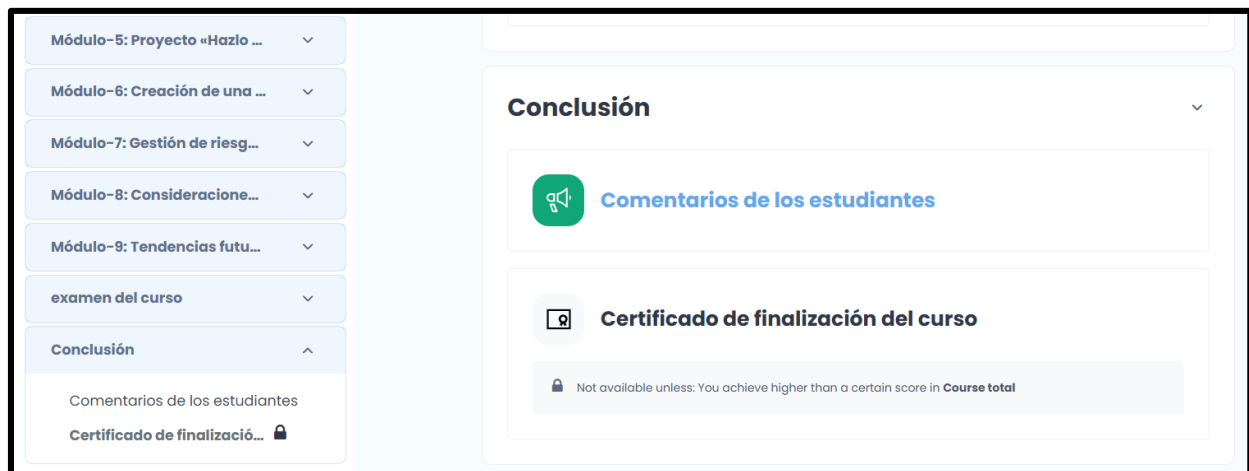 Módulo-5: Proyecto «Hazlo ...
Módulo-6: Creación de una ...
Módulo-7: Gestión de riesg...
Módulo-8: Consideracione...
Módulo-9: Tendencias futu...
examen del curso
Conclusión
Comentarios de los estudiantes
Certificado de finalizació...
Conclusión
Comentarios de los estudiantes
Certificado de finalización del curso
Not available unless: You achieve higher than a certain score in Course total